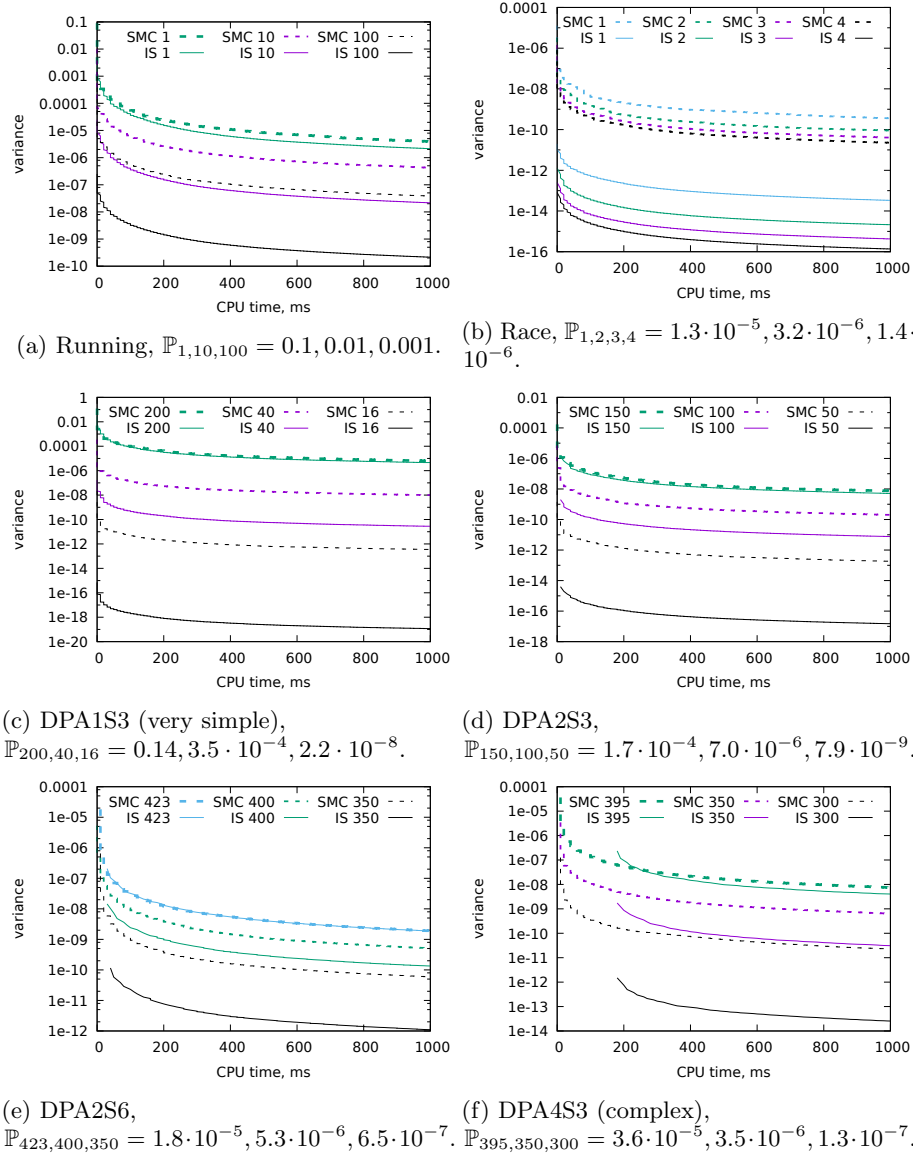 0.1
0.01
0.001
0.0001
1e-05
1e-06
1e-07
1e-08
1e-09
1e-10
variance
SMC 1 SMC 10 SMC 100
IS 1 IS 10 IS 100
0 200 400 600 800 1000
CPU time, ms
(a) Running, ℙ₁,₁₀,₁₀₀ = 0.1, 0.01, 0.001.
0.0001
1e-06
1e-08
1e-10
1e-12
1e-14
1e-16
variance
SMC 1 SMC 2 SMC 3 SMC 4
IS 1 IS 2 IS 3 IS 4
0 200 400 600 800 1000
CPU time, ms
(b) Race, ℙ₁,₂,₃,₄ = 1.3·10⁻⁵, 3.2·10⁻⁶, 1.4·
10⁻⁶.
1
0.01
0.0001
1e-06
1e-08
1e-10
1e-12
1e-14
1e-16
1e-18
1e-20
variance
SMC 200 SMC 40 SMC 16
IS 200 IS 40 IS 16
0 200 400 600 800 1000
CPU time, ms
(c) DPA1S3 (very simple),
ℙ₂₀₀,₄₀,₁₆ = 0.14, 3.5 · 10⁻⁴, 2.2 · 10⁻⁸.
0.01
0.0001
1e-06
1e-08
1e-10
1e-12
1e-14
1e-16
1e-18
variance
SMC 150 SMC 100 SMC 50
IS 150 IS 100 IS 50
0 200 400 600 800 1000
CPU time, ms
(d) DPA2S3,
ℙ₁₅₀,₁₀₀,₅₀ = 1.7 · 10⁻⁴, 7.0 · 10⁻⁶, 7.9 · 10⁻⁹.
0.0001
1e-05
1e-06
1e-07
1e-08
1e-09
1e-10
1e-11
1e-12
variance
SMC 423 SMC 400 SMC 350
IS 423 IS 400 IS 350
0 200 400 600 800 1000
CPU time, ms
(e) DPA2S6,
ℙ₄₂₃,₄₀₀,₃₅₀ = 1.8·10⁻⁵, 5.3·10⁻⁶, 6.5·10⁻⁷.
0.0001
1e-05
1e-06
1e-07
1e-08
1e-09
1e-10
1e-11
1e-12
1e-13
1e-14
variance
SMC 395 SMC 350 SMC 300
IS 395 IS 350 IS 300
0 200 400 600 800 1000
CPU time, ms
(f) DPA4S3 (complex),
ℙ₃₉₅,₃₅₀,₃₀₀ = 3.6·10⁻⁵, 3.5·10⁻⁶, 1.3·10⁻⁷.